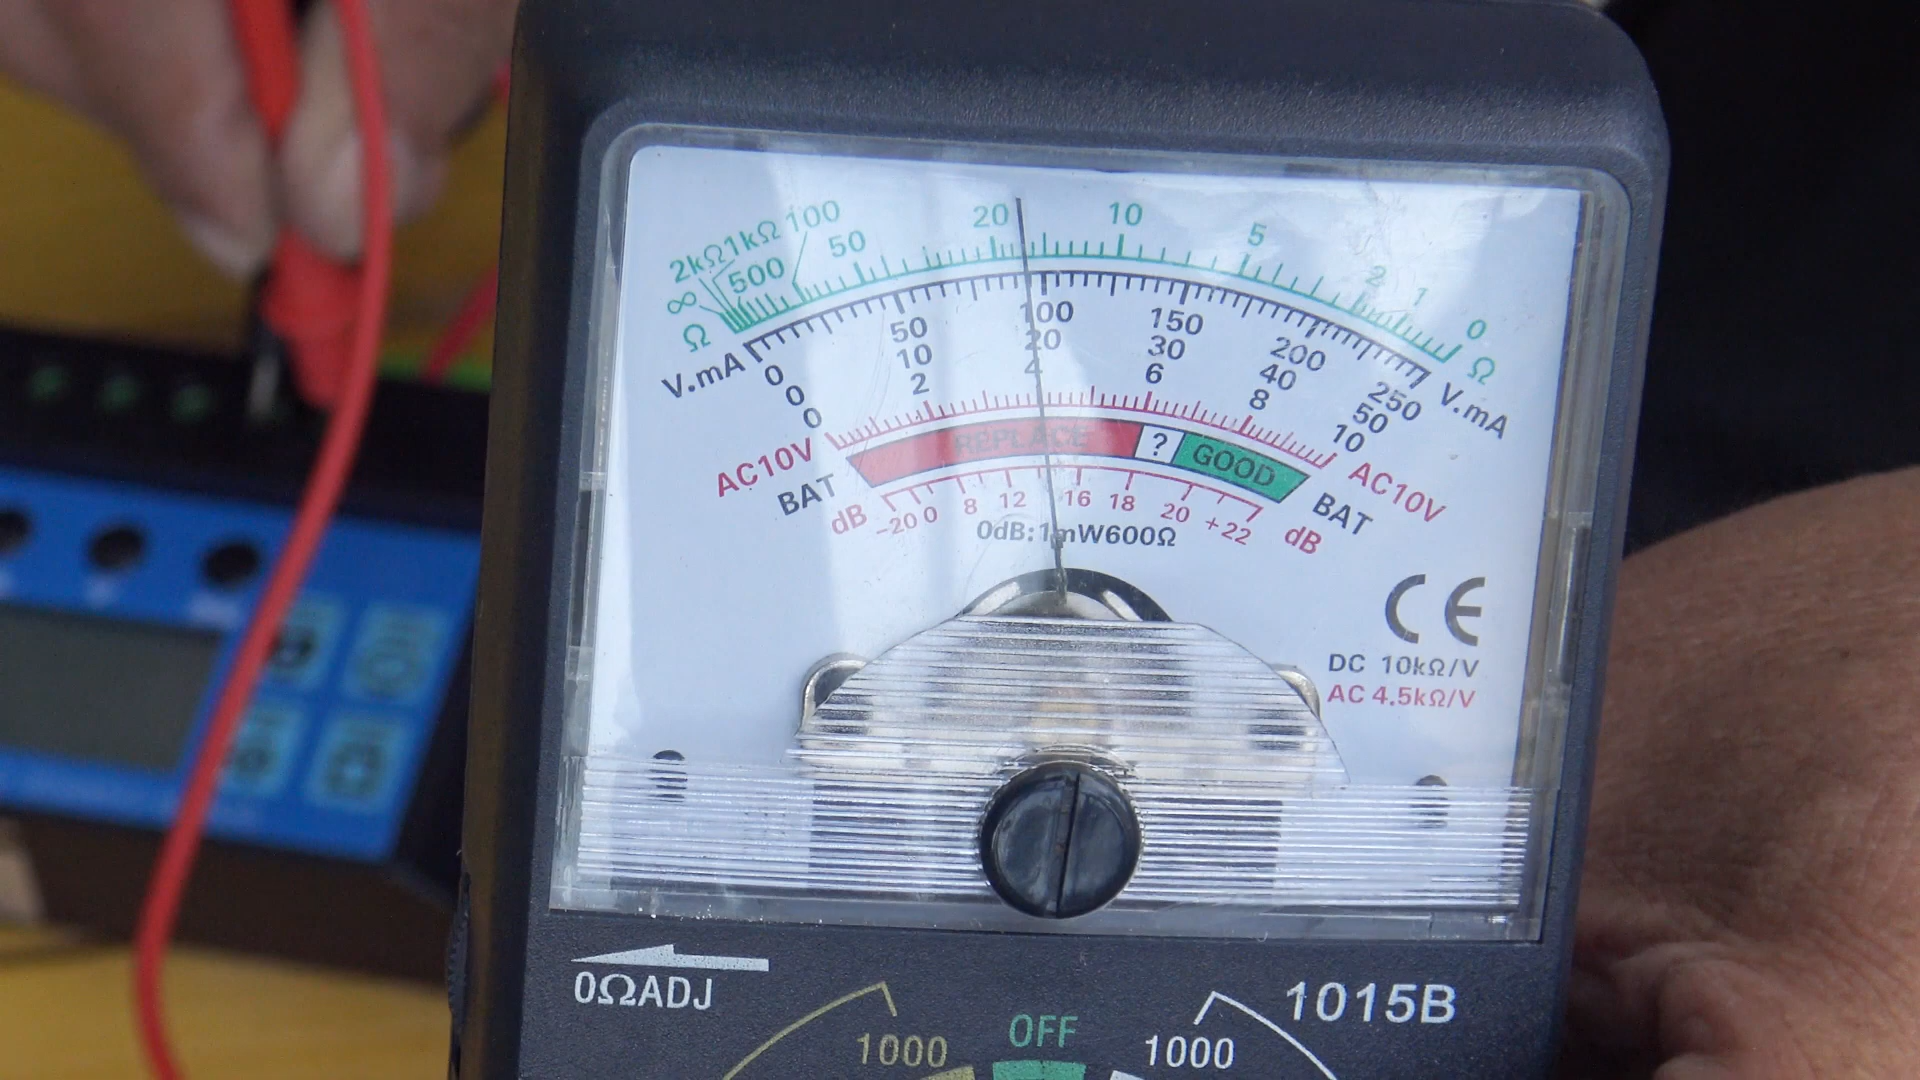 2kΩ 1kΩ 100 50 20 10 5 2 1 0
∞ 500
Ω Ω
V.mA 0 50 100 150 200 250 V.mA
0 10 20 30 40 50
0 2 4 6 8 10
AC10V AC10V
BAT REPLACE ? GOOD BAT
dB -20 0 8 12 16 18 20 +22 dB
0dB:1mW600Ω
CE
DC 10kΩ/V
AC 4.5kΩ/V
0ΩADJ
1015B
1000 OFF 1000